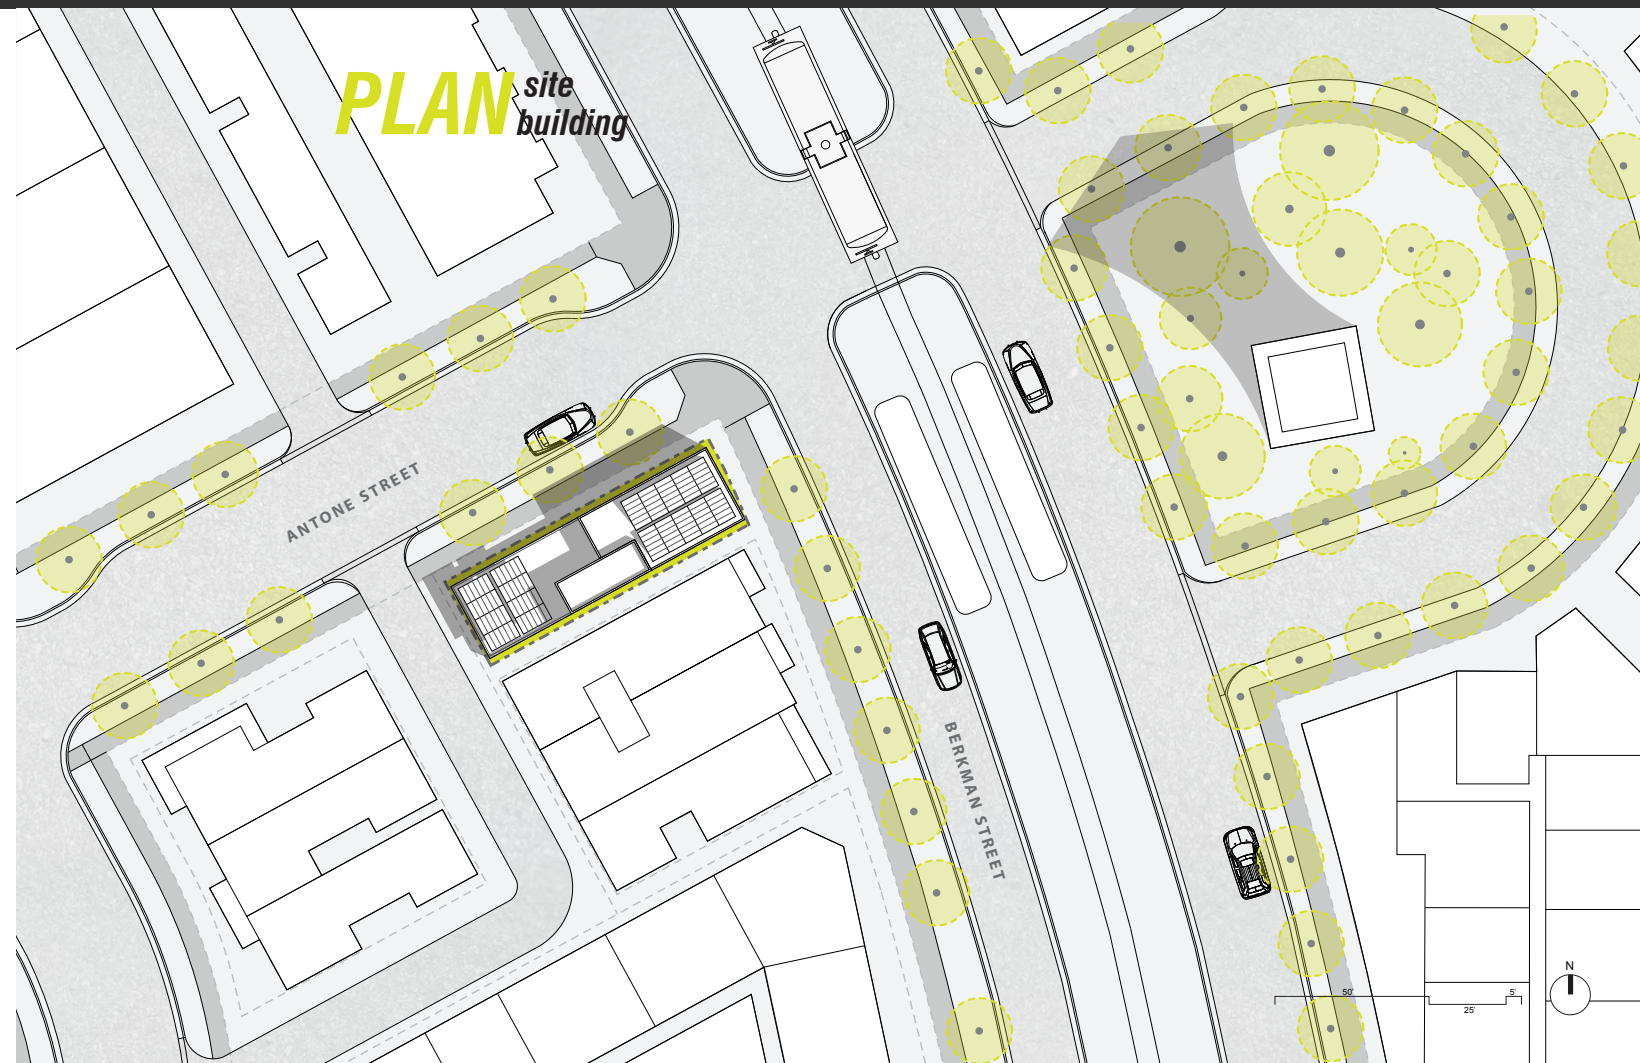 PLAN site
building
ANTONE STREET
BERKMAN STREET
N
50'
5'
25'